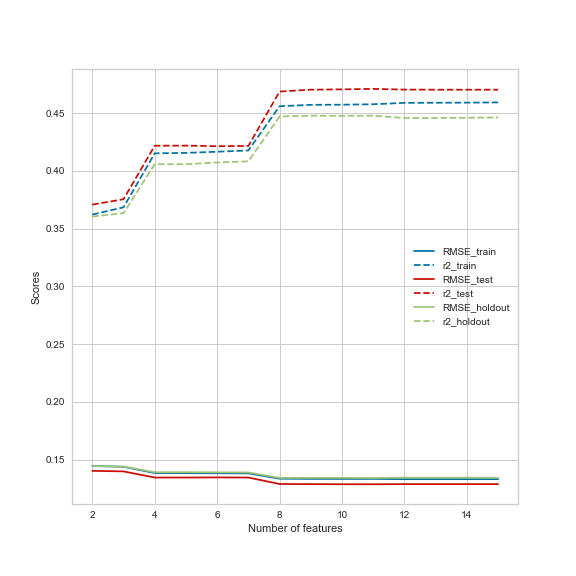 0.45
0.40
0.35
0.30
0.25
0.20
0.15
Scores
RMSE_train
r2_train
RMSE_test
r2_test
RMSE_holdout
r2_holdout
2 4 6 8 10 12 14
Number of features